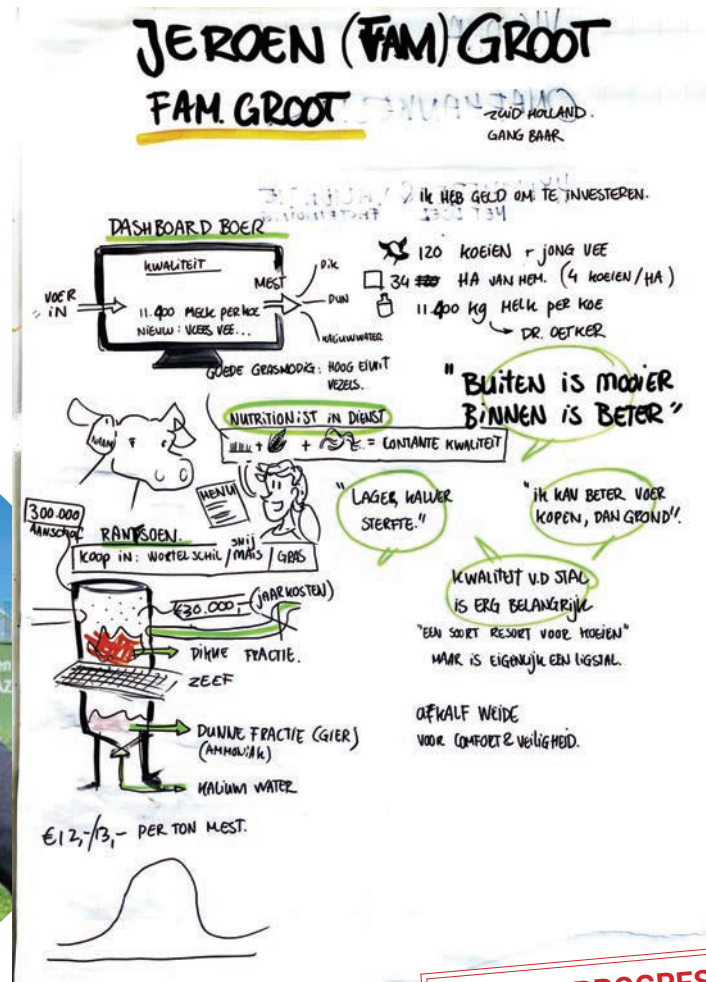 JEROEN (FAM) GROOT
FAM. GROOT
ZUID HOLLAND.
GANG BAAR
ik HEB GELD OM TE INVESTEREN.
DASHBOARD BOER
KWALITEIT
VOER IN
MEST
DIK
DUN
KALIUMWATER
11.400 MELK PER KOE
NIEUW: VLEES VEE...
120 KOEIEN + JONG VEE
34 HA VAN HEM. (4 KOEIEN/HA)
11.400 kg MELK PER KOE
DR. OETKER
GOEDE GRAS NODIG: HOOG EIWIT
VEZELS.
"BUITEN IS MOOIER
BINNEN IS BETER"
NUTRITIONIST IN DIENST
+ + = CONTANTE KWALITEIT
MENU
"LAGER KALVER
STERFTE."
"ik KAN BETER VOER
KOPEN, DAN GROND".
300.000
AANSCHAF
RANTSOEN.
KOOP IN: WORTELSCHIL / SNIJ MAIS / GRAS
KWALITEIT V.D STAL
IS ERG BELANGRIJK
"EEN SOORT RESORT VOOR KOEIEN"
MAAR IS EIGENLIJK EEN LIGSTAL.
€30.000,- (JAARKOSTEN)
DIKKE FRACTIE.
ZEEF
DUNNE FRACTIE (GIER)
(AMMONIAK)
KALIUM WATER
AFKALF WEIDE
VOOR COMFORT & VEILIGHEID.
€12,-/13,- PER TON MEST.